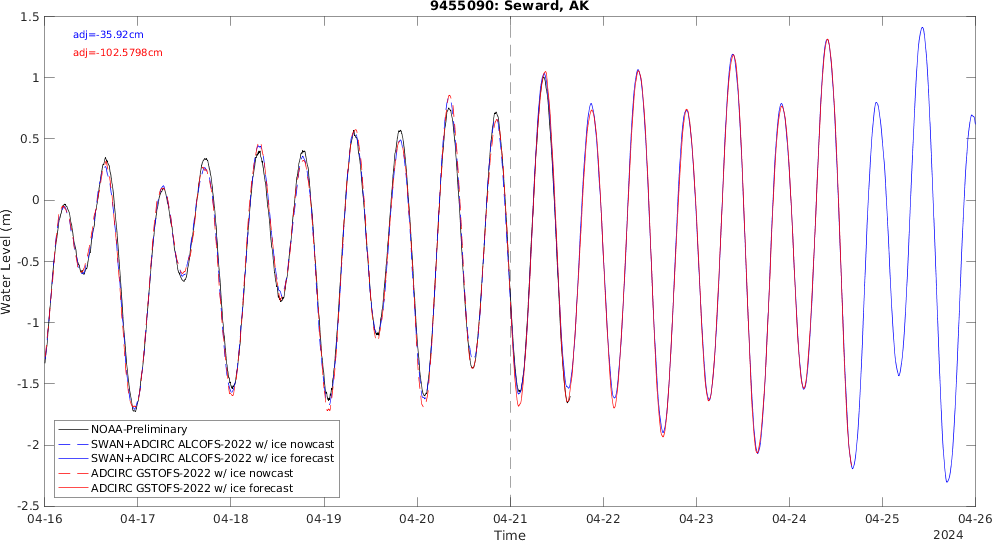 9455090: Seward, AK
adj=-35.92cm
adj=-102.5798cm
1.5
1
0.5
0
-0.5
-1
-1.5
-2
-2.5
Water Level (m)
NOAA-Preliminary
SWAN+ADCIRC ALCOFS-2022 w/ ice nowcast
SWAN+ADCIRC ALCOFS-2022 w/ ice forecast
ADCIRC GSTOFS-2022 w/ ice nowcast
ADCIRC GSTOFS-2022 w/ ice forecast
04-16 04-17 04-18 04-19 04-20 04-21 04-22 04-23 04-24 04-25 04-26
Time
2024